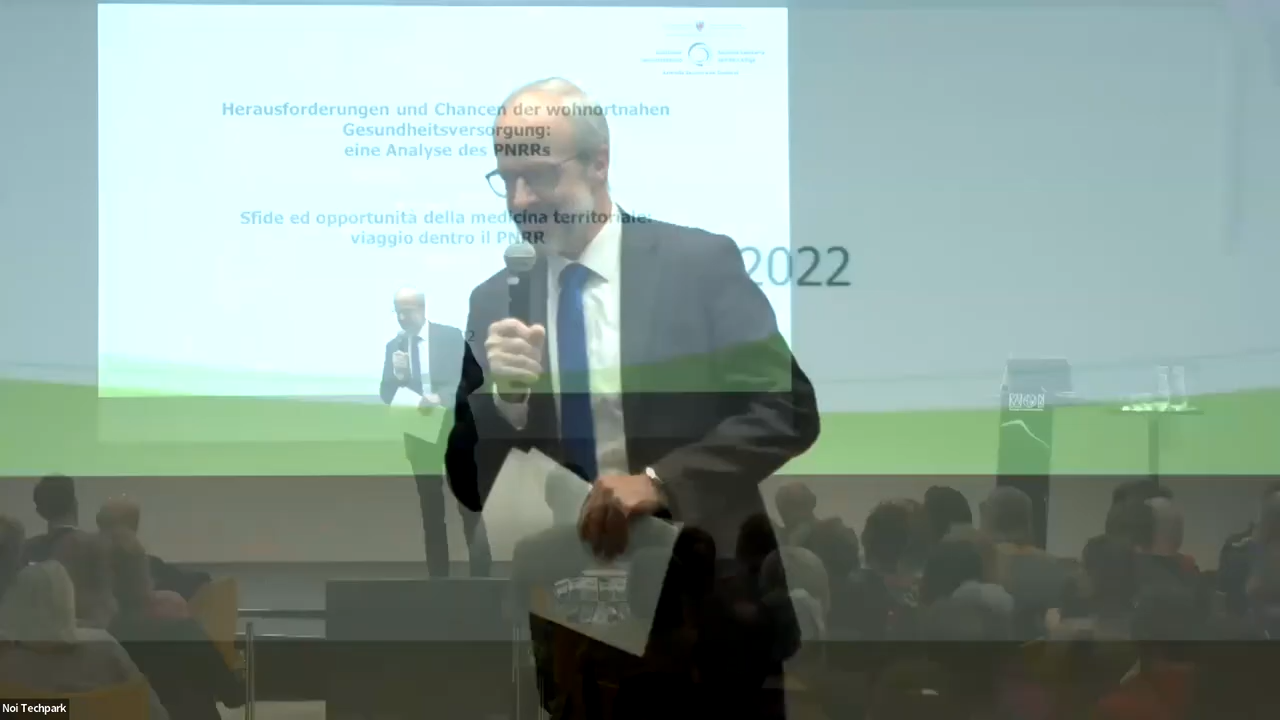 Herausforderungen und Chancen der wohnortnahen
Gesundheitsversorgung:
eine Analyse des PNRRs
Sfide ed opportunità della medicina territoriale:
viaggio dentro il PNRR
2022
Noi Techpark